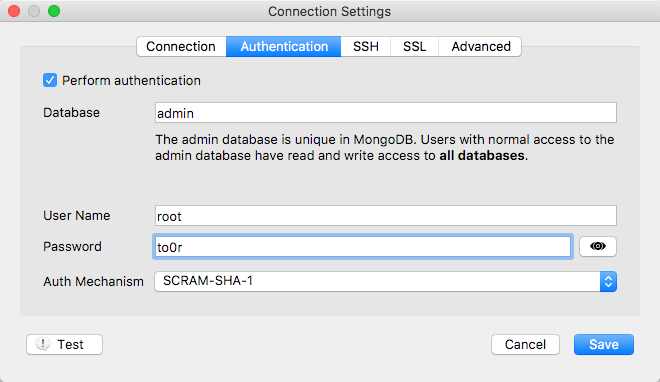 Connection Settings
Connection Authentication SSH SSL Advanced
Perform authentication
Database admin
The admin database is unique in MongoDB. Users with normal access to the
admin database have read and write access to all databases.
User Name root
Password to0r
Auth Mechanism SCRAM-SHA-1
Test Cancel Save